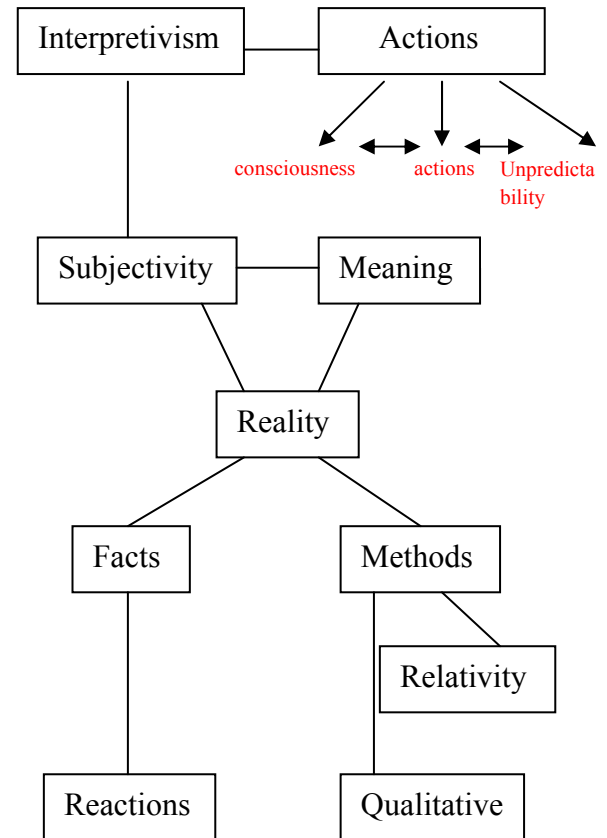 Interpretivism
Actions
consciousness
actions
Unpredicta
bility
Subjectivity
Meaning
Reality
Facts
Methods
Relativity
Reactions
Qualitative